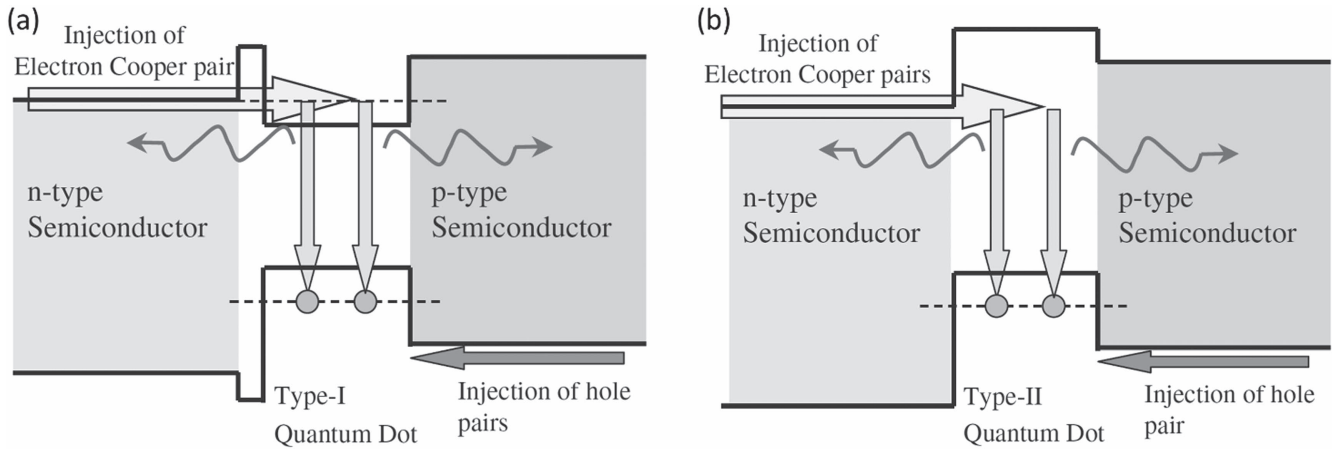 (a)
Injection of
Electron Cooper pair
n-type
Semiconductor
p-type
Semiconductor
Type-I
Quantum Dot
Injection of hole
pairs
(b)
Injection of
Electron Cooper pairs
n-type
Semiconductor
p-type
Semiconductor
Type-II
Quantum Dot
Injection of hole
pair